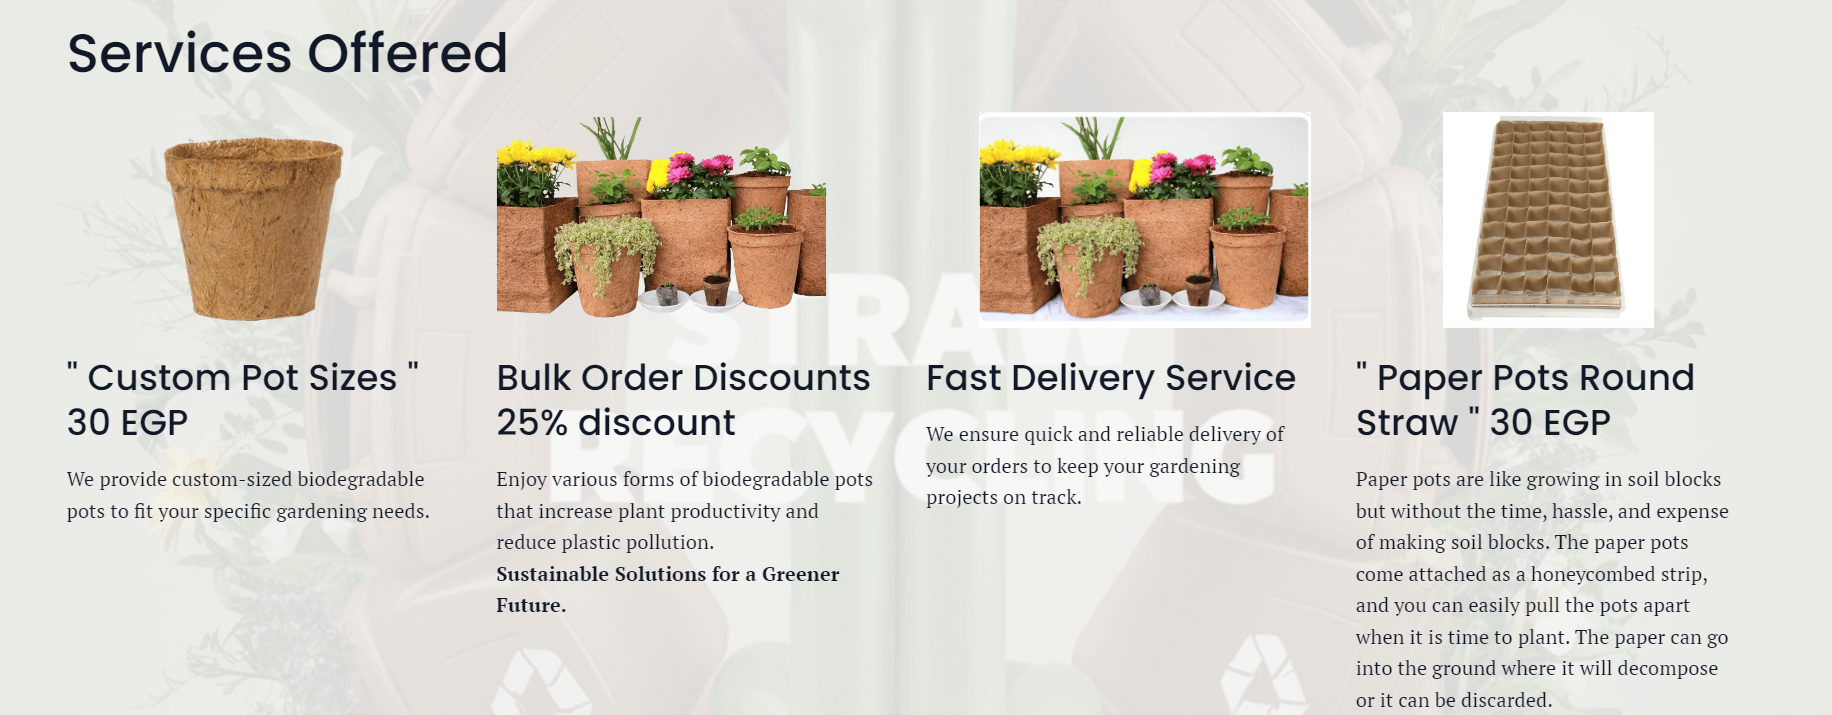 Services Offered
" Custom Pot Sizes "
30 EGP
We provide custom-sized biodegradable
pots to fit your specific gardening needs.
Bulk Order Discounts
25% discount
Enjoy various forms of biodegradable pots
that increase plant productivity and
reduce plastic pollution.
Sustainable Solutions for a Greener
Future.
Fast Delivery Service
We ensure quick and reliable delivery of
your orders to keep your gardening
projects on track.
" Paper Pots Round
Straw " 30 EGP
Paper pots are like growing in soil blocks
but without the time, hassle, and expense
of making soil blocks. The paper pots
come attached as a honeycombed strip,
and you can easily pull the pots apart
when it is time to plant. The paper can go
into the ground where it will decompose
or it can be discarded.
STRAW
RECYCLING